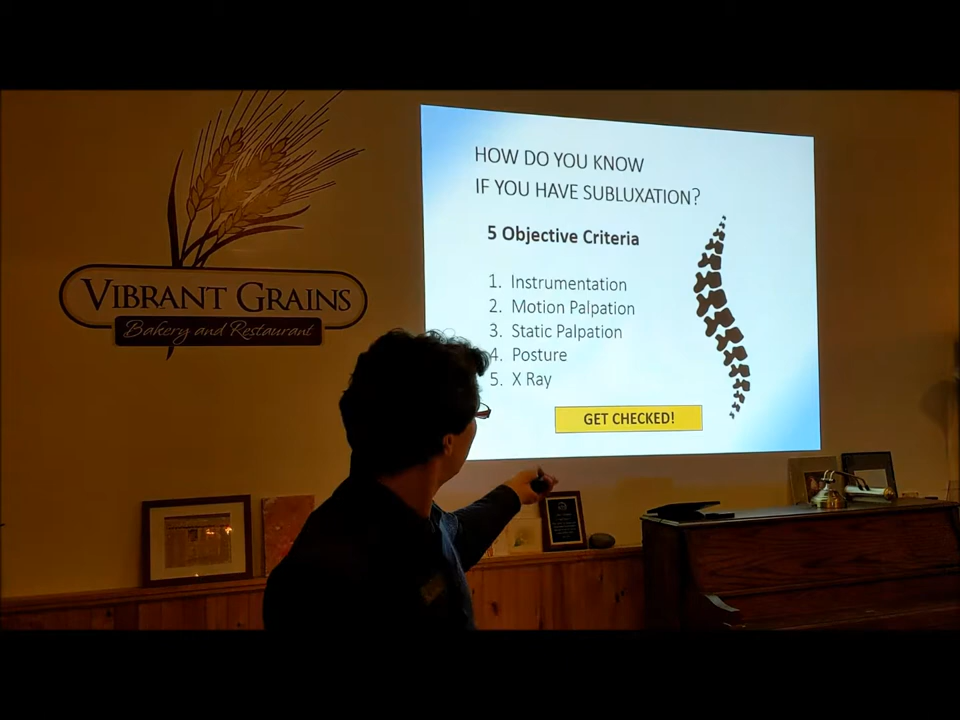 VIBRANT GRAINS
Bakery and Restaurant
HOW DO YOU KNOW
IF YOU HAVE SUBLUXATION?
5 Objective Criteria
1. Instrumentation
2. Motion Palpation
3. Static Palpation
4. Posture
5. X Ray
GET CHECKED!